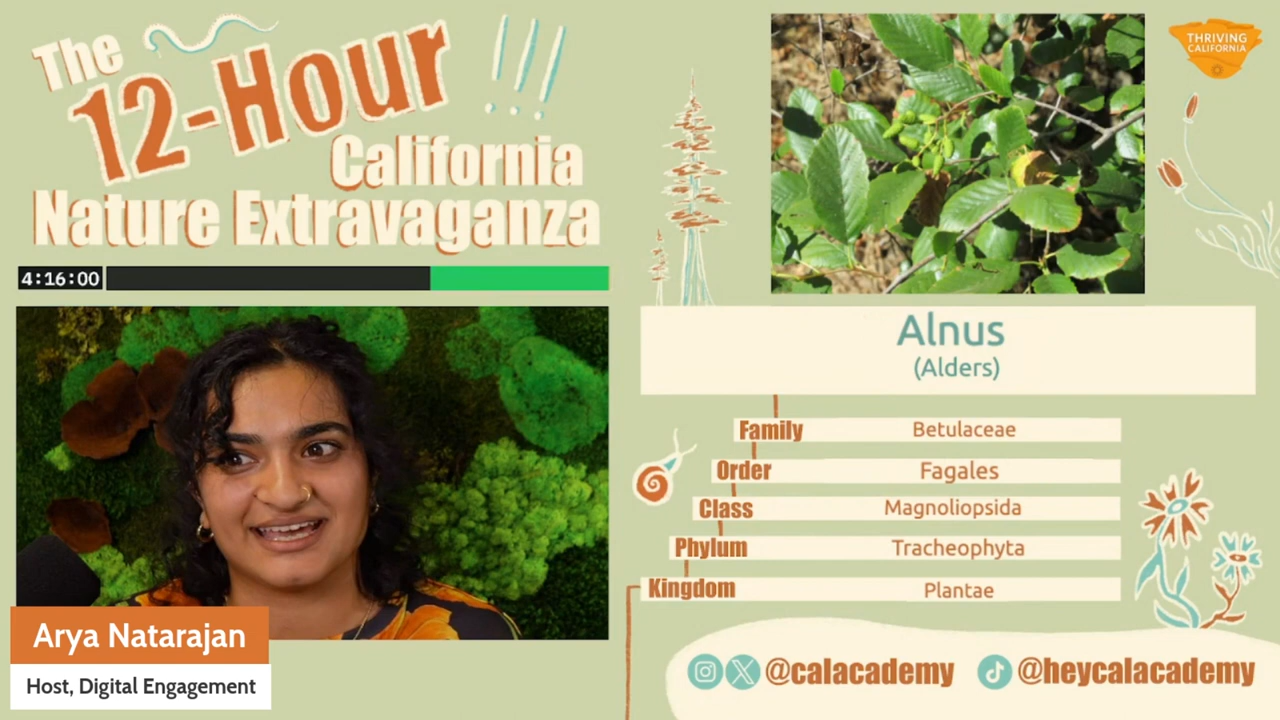 The
12-Hour
!!!
California
Nature Extravaganza
4:16:00
THRIVING
CALIFORNIA
Alnus
(Alders)
Family Betulaceae
Order Fagales
Class Magnoliopsida
Phylum Tracheophyta
Kingdom Plantae
Arya Natarajan
Host, Digital Engagement
@calacademy @heycalacademy